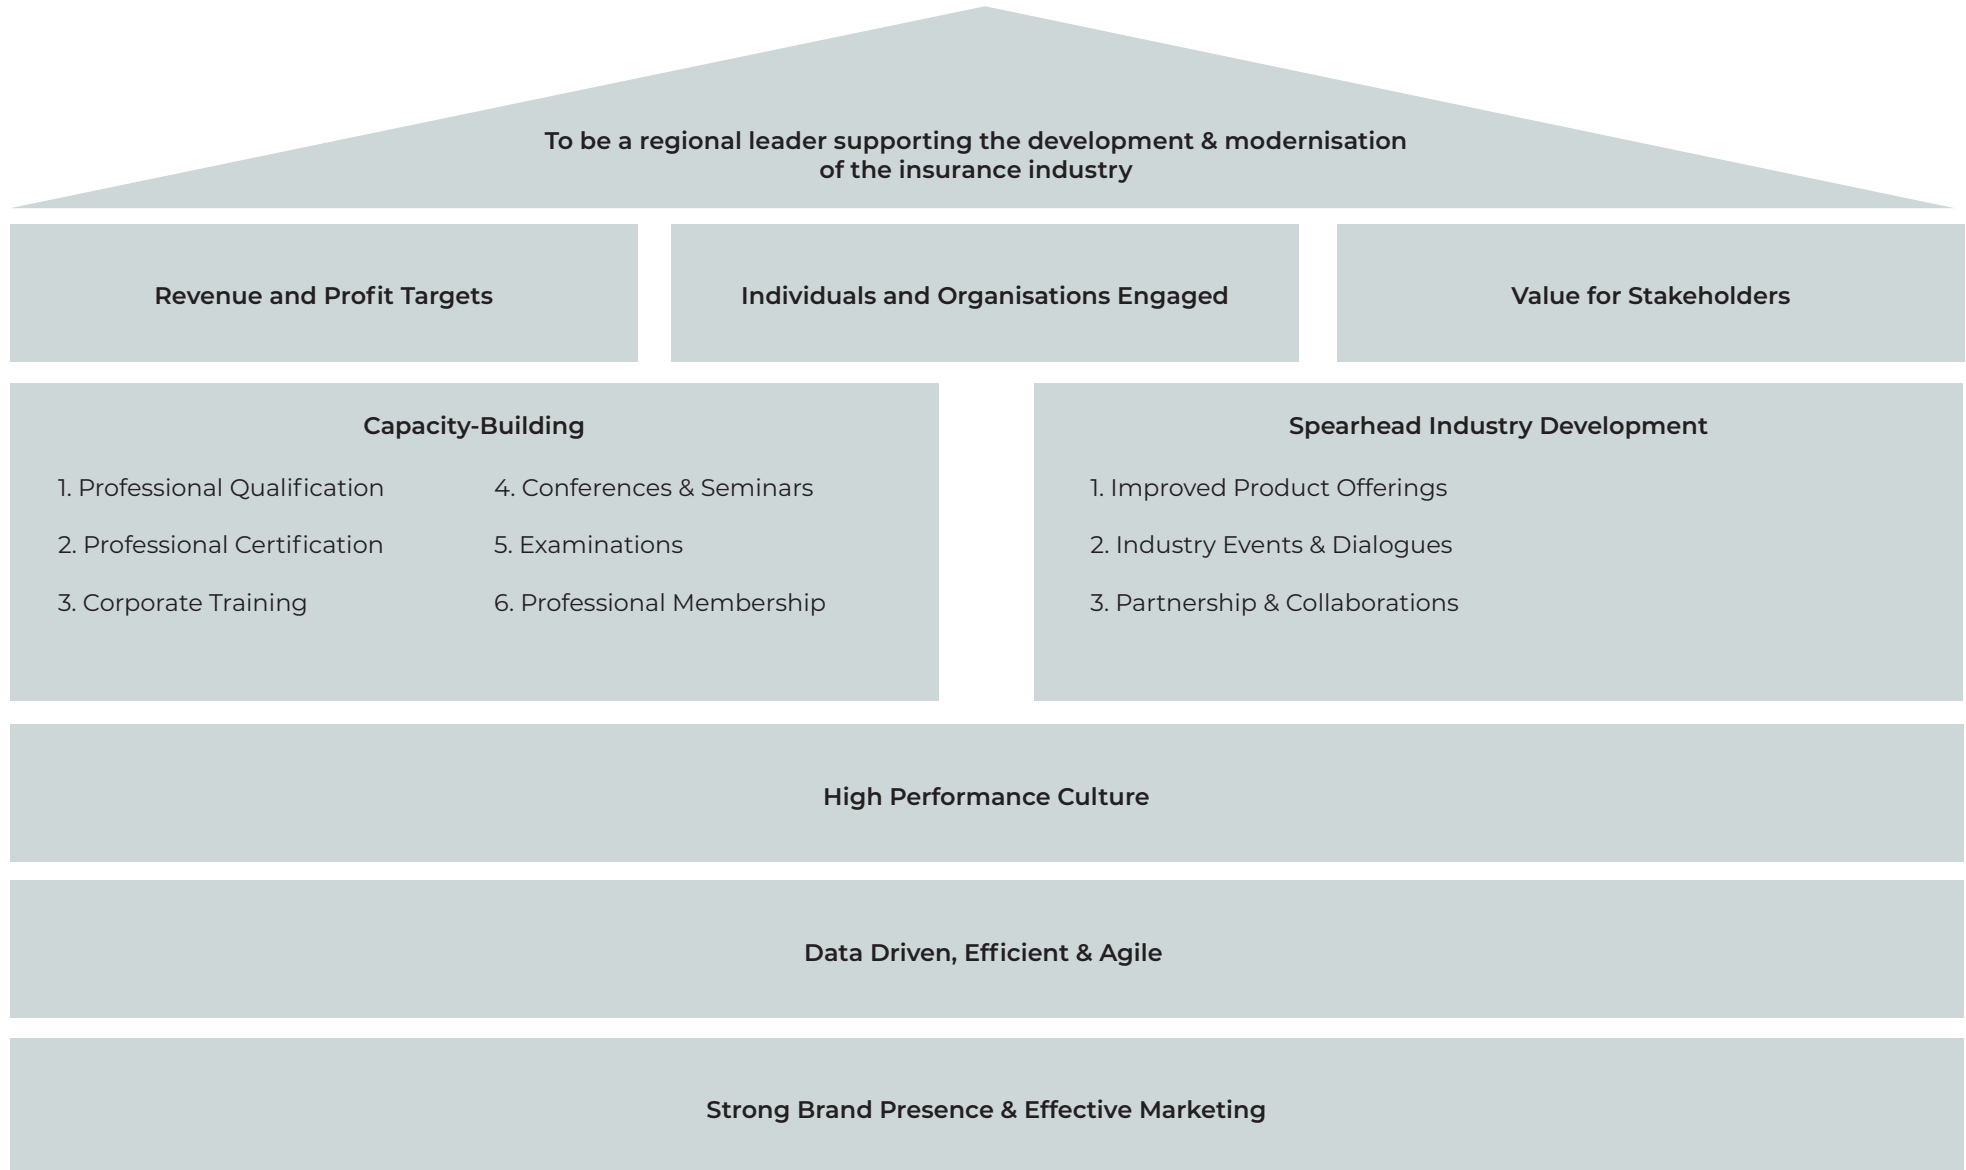 To be a regional leader supporting the development & modernisation
of the insurance industry
Revenue and Profit Targets
Individuals and Organisations Engaged
Value for Stakeholders
Capacity-Building
1. Professional Qualification
2. Professional Certification
3. Corporate Training
4. Conferences & Seminars
5. Examinations
6. Professional Membership
Spearhead Industry Development
1. Improved Product Offerings
2. Industry Events & Dialogues
3. Partnership & Collaborations
High Performance Culture
Data Driven, Efficient & Agile
Strong Brand Presence & Effective Marketing